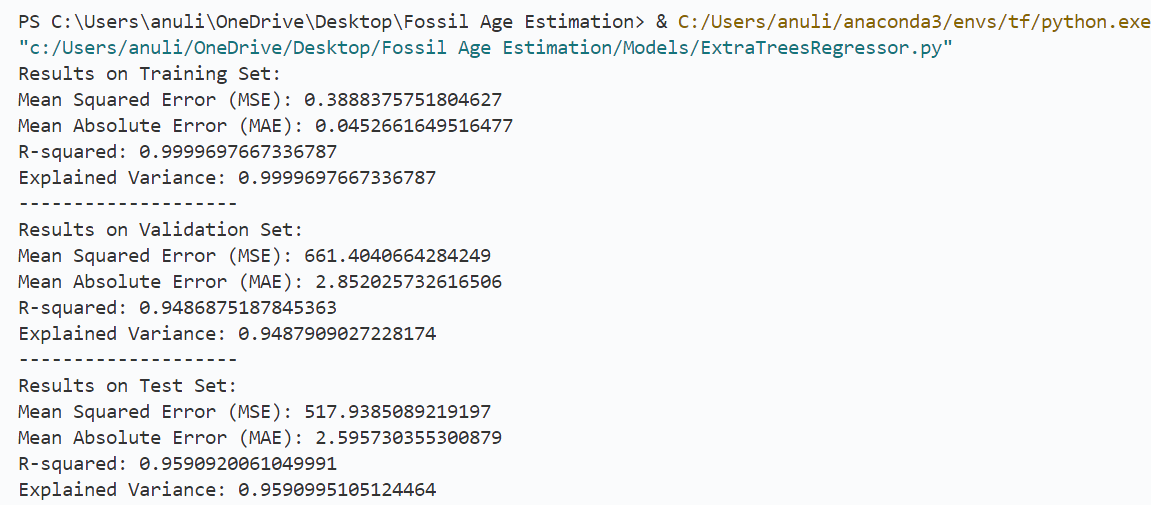 PS C:\Users\anuli\OneDrive\Desktop\Fossil Age Estimation> & C:/Users/anuli/anaconda3/envs/tf/python.exe
"c:/Users/anuli/OneDrive/Desktop/Fossil Age Estimation/Models/ExtraTreesRegressor.py"
Results on Training Set:
Mean Squared Error (MSE): 0.3888375751804627
Mean Absolute Error (MAE): 0.0452661649516477
R-squared: 0.9999697667336787
Explained Variance: 0.9999697667336787
--------------------
Results on Validation Set:
Mean Squared Error (MSE): 661.4040664284249
Mean Absolute Error (MAE): 2.852025732616506
R-squared: 0.9486875187845363
Explained Variance: 0.9487909027228174
--------------------
Results on Test Set:
Mean Squared Error (MSE): 517.9385089219197
Mean Absolute Error (MAE): 2.595730355300879
R-squared: 0.9590920061049991
Explained Variance: 0.9590995105124464